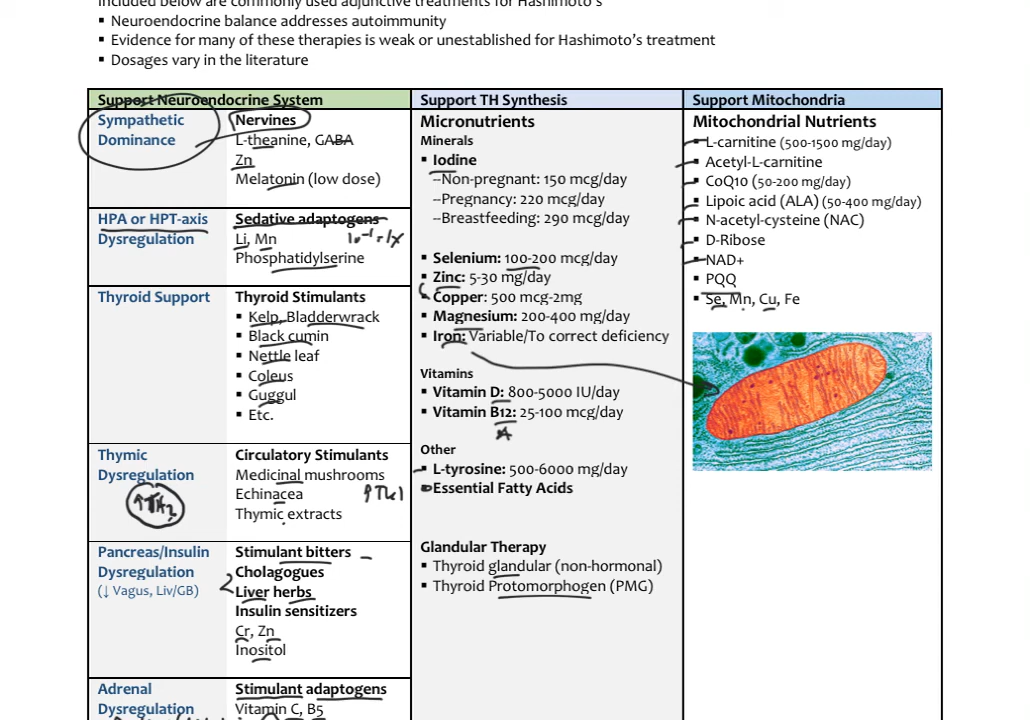 Included below are commonly used adjunctive treatments for Hashimoto's
▪ Neuroendocrine balance addresses autoimmunity
▪ Evidence for many of these therapies is weak or unestablished for Hashimoto's treatment
▪ Dosages vary in the literature
Support Neuroendocrine System
Sympathetic
Dominance
Nervines
L-theanine, GABA
Zn
Melatonin (low dose)
HPA or HPT-axis
Dysregulation
Sedative adaptogens
Li, Mn
Phosphatidylserine
Thyroid Support
Thyroid Stimulants
▪ Kelp, Bladderwrack
▪ Black cumin
▪ Nettle leaf
▪ Coleus
▪ Guggul
▪ Etc.
Thymic
Dysregulation
↑TH2
Circulatory Stimulants
Medicinal mushrooms
Echinacea
↑TH1
Thymic extracts
Pancreas/Insulin
Dysregulation
(↓ Vagus, Liv/GB)
Stimulant bitters
Cholagogues
Liver herbs
Insulin sensitizers
Cr, Zn
Inositol
Adrenal
Dysregulation
Stimulant adaptogens
Vitamin C, B5
Support TH Synthesis
Micronutrients
Minerals
▪ Iodine
–Non-pregnant: 150 mcg/day
–Pregnancy: 220 mcg/day
–Breastfeeding: 290 mcg/day
▪ Selenium: 100-200 mcg/day
▪ Zinc: 5-30 mg/day
▪ Copper: 500 mcg-2mg
▪ Magnesium: 200-400 mg/day
▪ Iron: Variable/To correct deficiency
Vitamins
▪ Vitamin D: 800-5000 IU/day
▪ Vitamin B12: 25-100 mcg/day
Other
▪ L-tyrosine: 500-6000 mg/day
▪ Essential Fatty Acids
Glandular Therapy
▪ Thyroid glandular (non-hormonal)
▪ Thyroid Protomorphogen (PMG)
Support Mitochondria
Mitochondrial Nutrients
▪ L-carnitine (500-1500 mg/day)
▪ Acetyl-L-carnitine
▪ CoQ10 (50-200 mg/day)
▪ Lipoic acid (ALA) (50-400 mg/day)
▪ N-acetyl-cysteine (NAC)
▪ D-Ribose
▪ NAD+
▪ PQQ
▪ Se, Mn, Cu, Fe